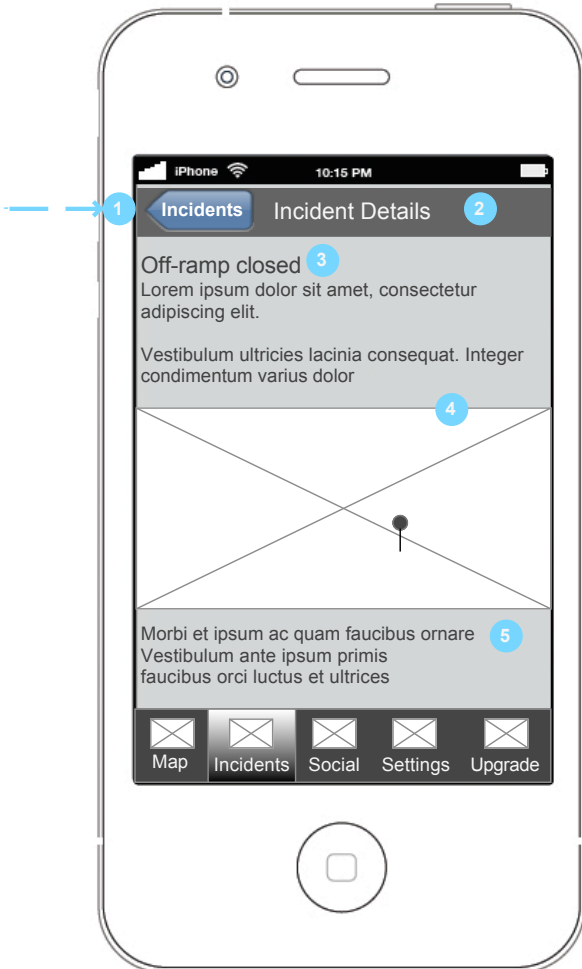 iPhone 10:15 PM
1 Incidents Incident Details 2
Off-ramp closed 3
Lorem ipsum dolor sit amet, consectetur
adipiscing elit.
Vestibulum ultricies lacinia consequat. Integer
condimentum varius dolor
4
Morbi et ipsum ac quam faucibus ornare 5
Vestibulum ante ipsum primis
faucibus orci luctus et ultrices
Map Incidents Social Settings Upgrade